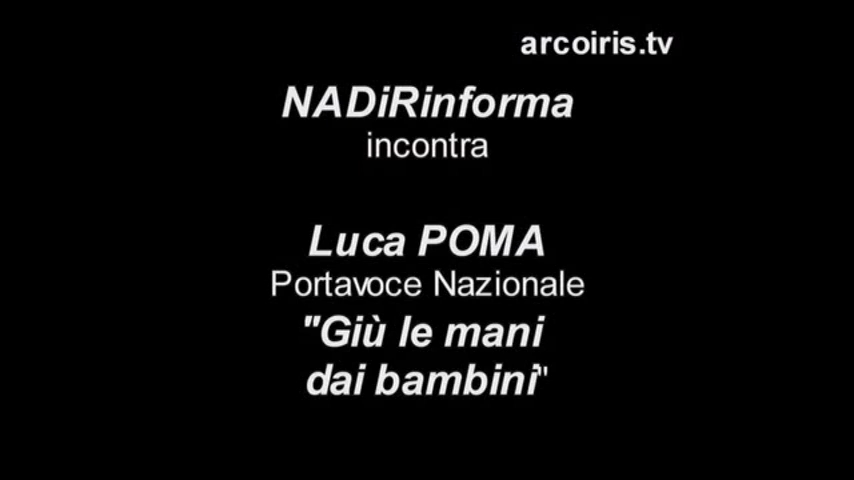 arcoiris.tv
NADiRinforma
incontra
Luca POMA
Portavoce Nazionale
"Giù le mani
dai bambini"